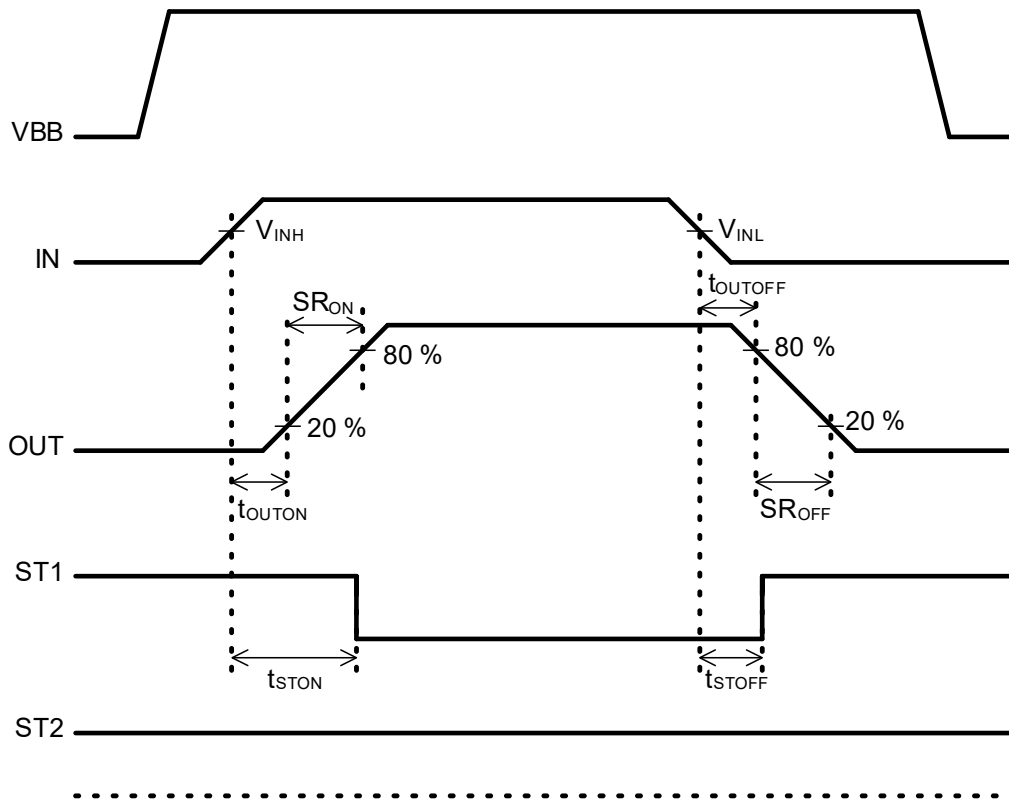 VBB
V_INH
V_INL
IN
t_OUTOFF
SR_ON
80 %
80 %
20 %
20 %
OUT
t_OUTON
SR_OFF
ST1
t_STON
t_STOFF
ST2